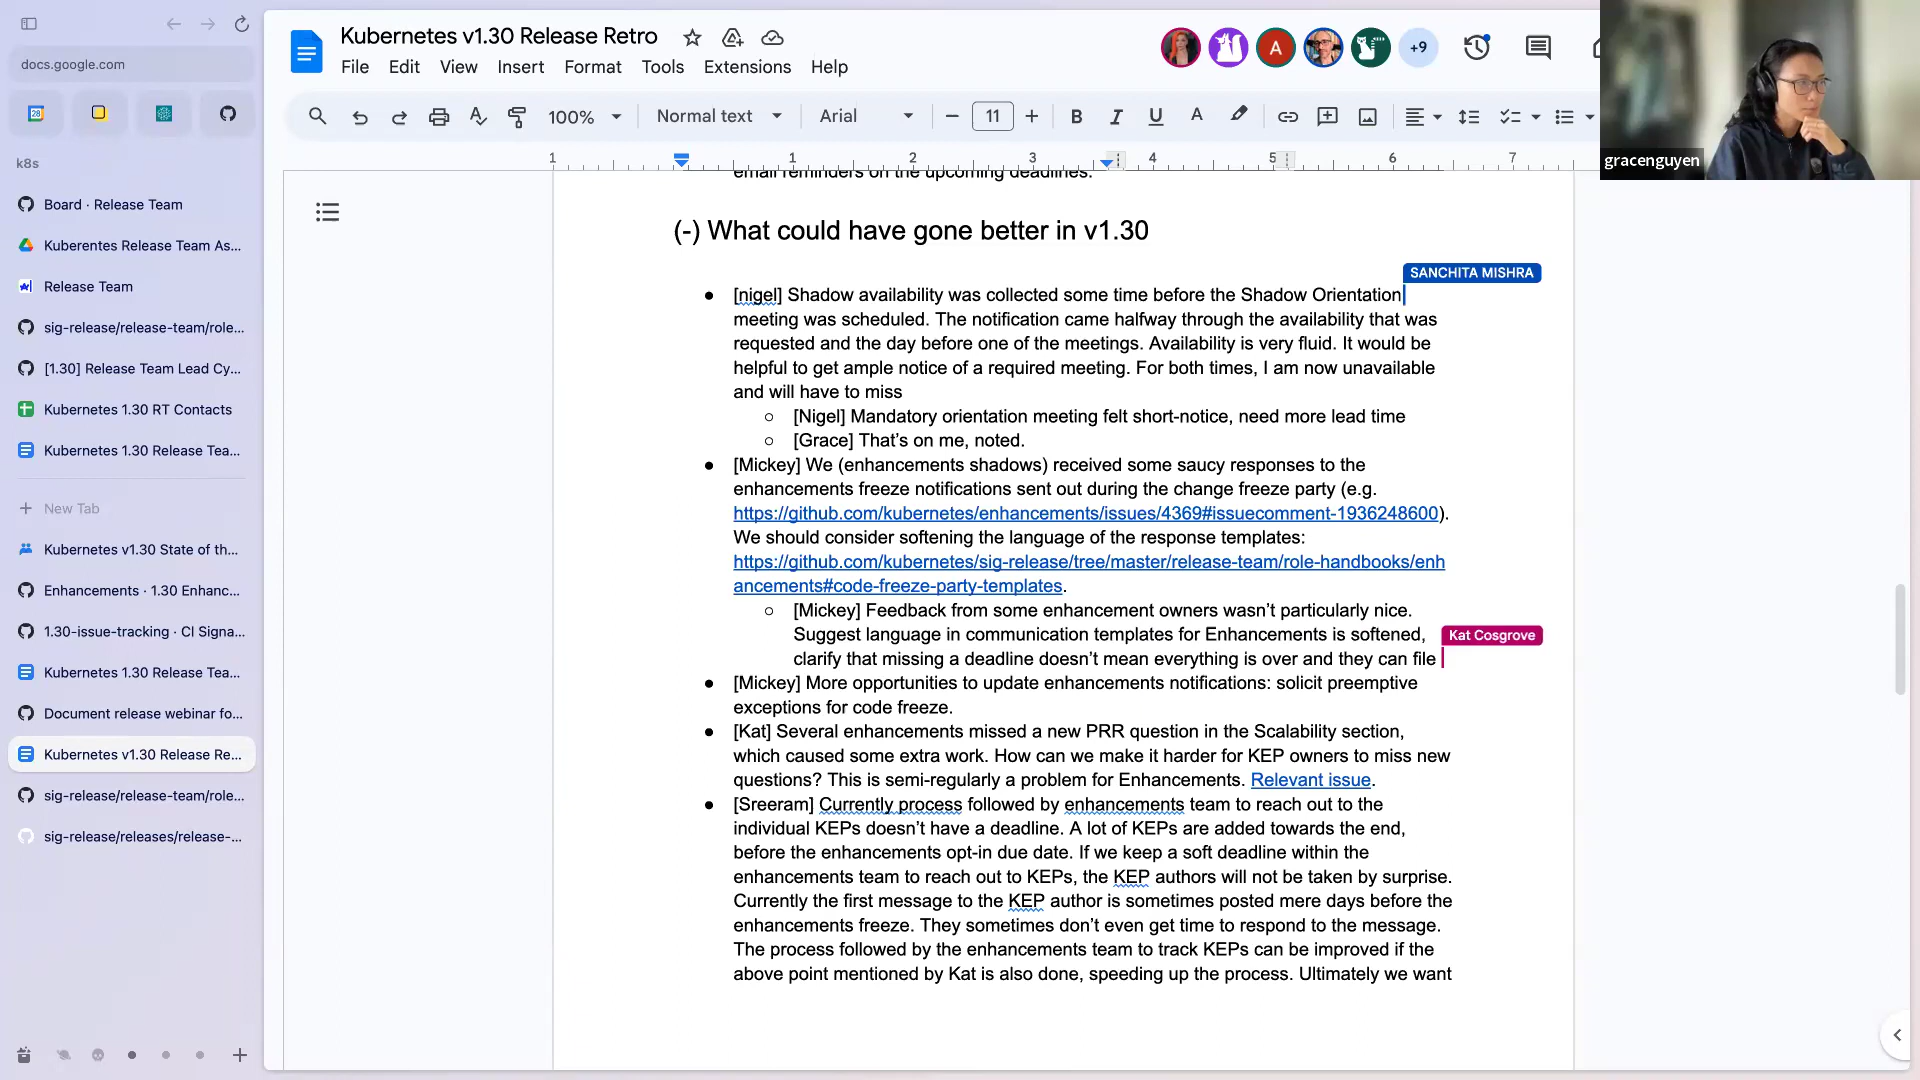 docs.google.com
28
k8s
Board · Release Team
Kuberentes Release Team As...
Release Team
sig-release/release-team/role...
[1.30] Release Team Lead Cy...
Kubernetes 1.30 RT Contacts
Kubernetes 1.30 Release Tea...
New Tab
Kubernetes v1.30 State of th...
Enhancements · 1.30 Enhanc...
1.30-issue-tracking · CI Signa...
Kubernetes 1.30 Release Tea...
Document release webinar fo...
Kubernetes v1.30 Release Re...
sig-release/release-team/role...
sig-release/releases/release-...
Kubernetes v1.30 Release Retro
File Edit View Insert Format Tools Extensions Help
A +9
100% Normal text Arial 11 B I U A
1 1 2 3 4 5 6 7
gracenguyen
email reminders on the upcoming deadlines.
(-) What could have gone better in v1.30
SANCHITA MISHRA
● [nigel] Shadow availability was collected some time before the Shadow Orientation
meeting was scheduled. The notification came halfway through the availability that was
requested and the day before one of the meetings. Availability is very fluid. It would be
helpful to get ample notice of a required meeting. For both times, I am now unavailable
and will have to miss
○ [Nigel] Mandatory orientation meeting felt short-notice, need more lead time
○ [Grace] That's on me, noted.
● [Mickey] We (enhancements shadows) received some saucy responses to the
enhancements freeze notifications sent out during the change freeze party (e.g.
https://github.com/kubernetes/enhancements/issues/4369#issuecomment-1936248600).
We should consider softening the language of the response templates:
https://github.com/kubernetes/sig-release/tree/master/release-team/role-handbooks/enh
ancements#code-freeze-party-templates.
○ [Mickey] Feedback from some enhancement owners wasn't particularly nice.
Suggest language in communication templates for Enhancements is softened,
Kat Cosgrove
clarify that missing a deadline doesn't mean everything is over and they can file
● [Mickey] More opportunities to update enhancements notifications: solicit preemptive
exceptions for code freeze.
● [Kat] Several enhancements missed a new PRR question in the Scalability section,
which caused some extra work. How can we make it harder for KEP owners to miss new
questions? This is semi-regularly a problem for Enhancements. Relevant issue.
● [Sreeram] Currently process followed by enhancements team to reach out to the
individual KEPs doesn't have a deadline. A lot of KEPs are added towards the end,
before the enhancements opt-in due date. If we keep a soft deadline within the
enhancements team to reach out to KEPs, the KEP authors will not be taken by surprise.
Currently the first message to the KEP author is sometimes posted mere days before the
enhancements freeze. They sometimes don't even get time to respond to the message.
The process followed by the enhancements team to track KEPs can be improved if the
above point mentioned by Kat is also done, speeding up the process. Ultimately we want